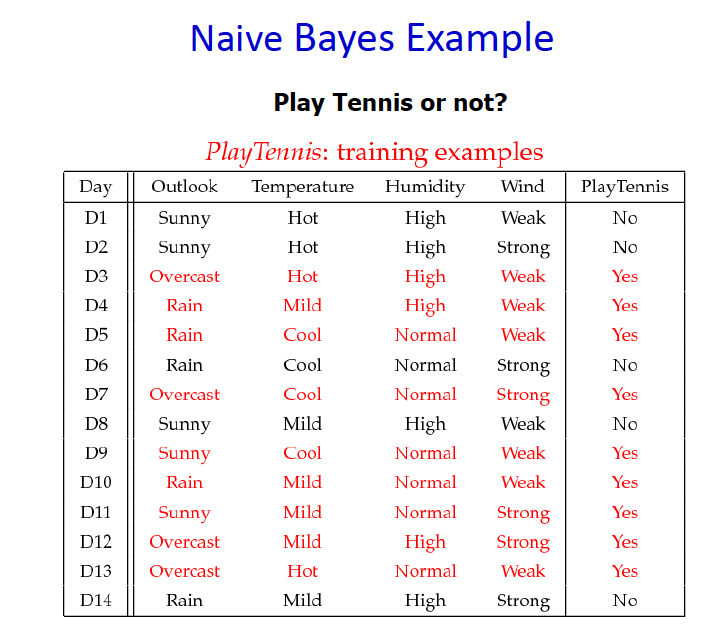 Naive Bayes Example
Play Tennis or not?
PlayTennis: training examples
Day Outlook Temperature Humidity Wind PlayTennis
D1 Sunny Hot High Weak No
D2 Sunny Hot High Strong No
D3 Overcast Hot High Weak Yes
D4 Rain Mild High Weak Yes
D5 Rain Cool Normal Weak Yes
D6 Rain Cool Normal Strong No
D7 Overcast Cool Normal Strong Yes
D8 Sunny Mild High Weak No
D9 Sunny Cool Normal Weak Yes
D10 Rain Mild Normal Weak Yes
D11 Sunny Mild Normal Strong Yes
D12 Overcast Mild High Strong Yes
D13 Overcast Hot Normal Weak Yes
D14 Rain Mild High Strong No